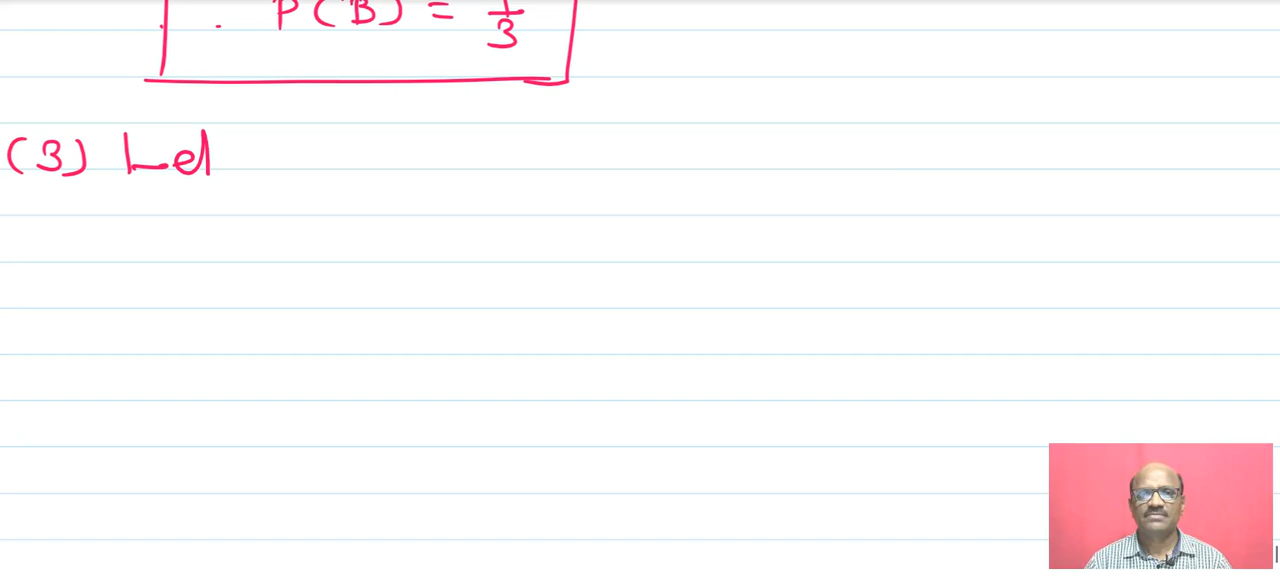 ∴ P(B) = 1/3
(3) Let